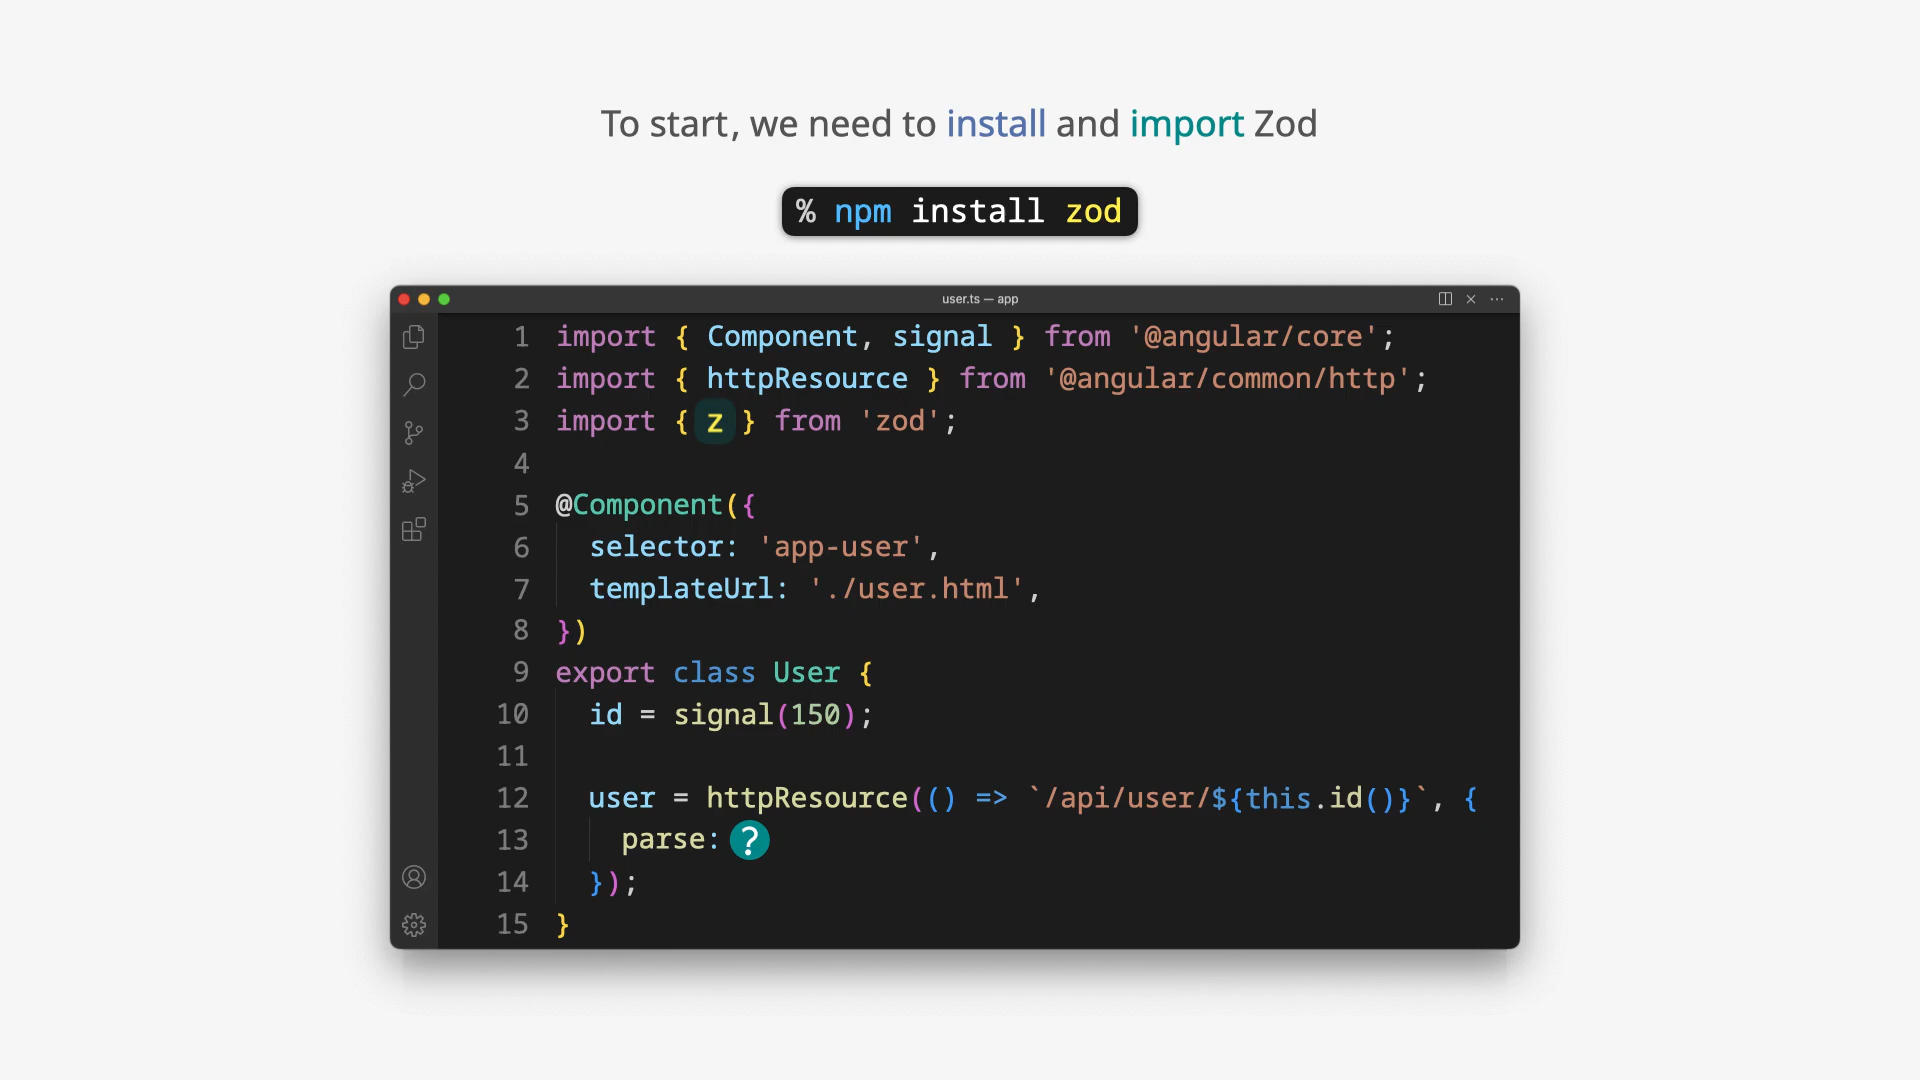 To start, we need to install and import Zod
% npm install zod
user.ts — app
1 import { Component, signal } from '@angular/core';
2 import { httpResource } from '@angular/common/http';
3 import { z } from 'zod';
4
5 @Component({
6 selector: 'app-user',
7 templateUrl: './user.html',
8 })
9 export class User {
10 id = signal(150);
11
12 user = httpResource(() => `/api/user/${this.id()}`, {
13 parse: ?
14 });
15 }